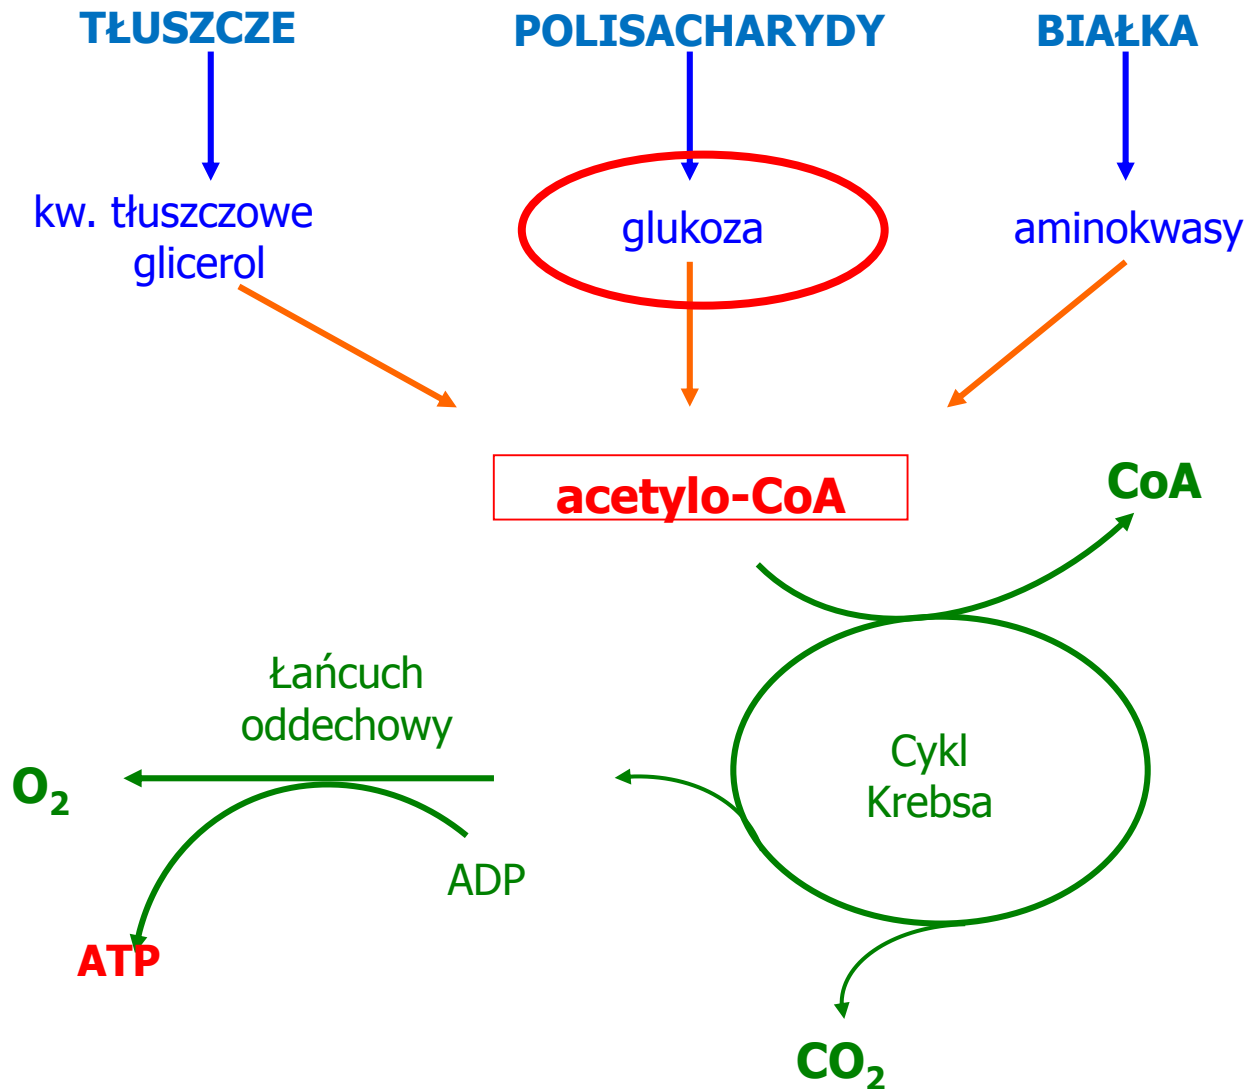 TŁUSZCZE
POLISACHARYDY
BIAŁKA
kw. tłuszczowe
glicerol
glukoza
aminokwasy
acetylo-CoA
CoA
Łańcuch
oddechowy
Cykl
Krebsa
O₂
ADP
ATP
CO₂